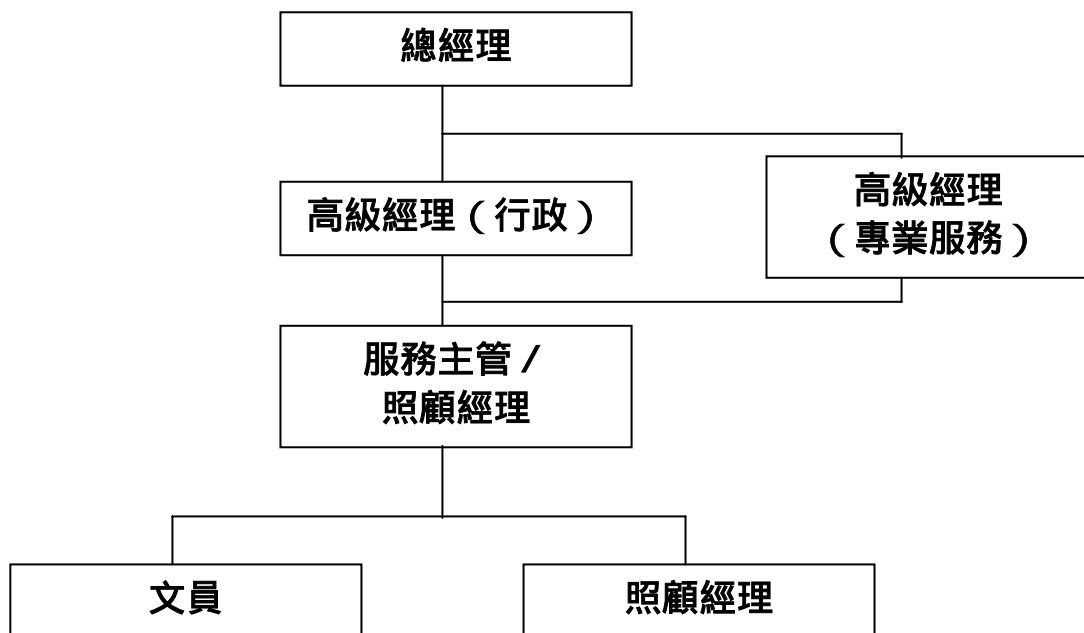 總經理
高級經理（行政）
高級經理
（專業服務）
服務主管 /
照顧經理
文員
照顧經理